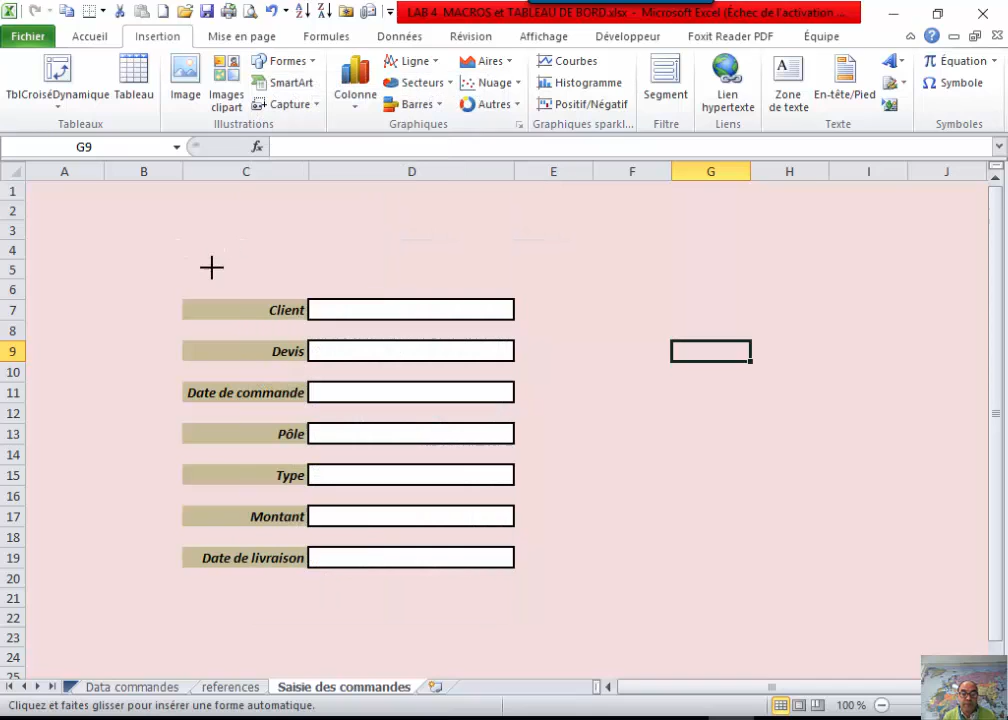 LAB 4 MACROS et TABLEAU DE BORD.xlsx - Microsoft Excel (Échec de l'activation ...
Fichier Accueil Insertion Mise en page Formules Données Révision Affichage Développeur Foxit Reader PDF Équipe
TblCroiséDynamique
Tableau
Tableaux
Image
Images clipart
Formes
SmartArt
Capture
Illustrations
Colonne
Ligne
Secteurs
Barres
Aires
Nuage
Autres
Graphiques
Courbes
Histogramme
Positif/Négatif
Graphiques sparkl...
Segment
Filtre
Lien hypertexte
Liens
Zone de texte
En-tête/Pied
Texte
Équation
Symbole
Symboles
G9
fx
A B C D E F G H I J
1
2
3
4
5
6
7 Client
8
9 Devis
10
11 Date de commande
12
13 Pôle
14
15 Type
16
17 Montant
18
19 Date de livraison
20
21
22
23
24
25
Data commandes references Saisie des commandes
Cliquez et faites glisser pour insérer une forme automatique.
100 %